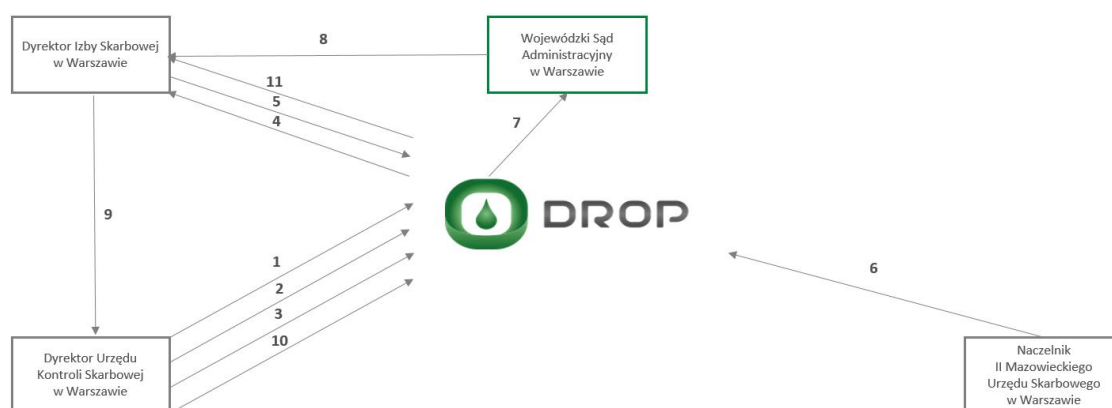 Dyrektor Izby Skarbowej
w Warszawie
8
Wojewódzki Sąd
Administracyjny
w Warszawie
11
5
4
7
9
DROP
1
2
3
10
6
Dyrektor Urzędu
Kontroli Skarbowej
w Warszawie
Naczelnik
II Mazowieckiego
Urzędu Skarbowego
w Warszawie